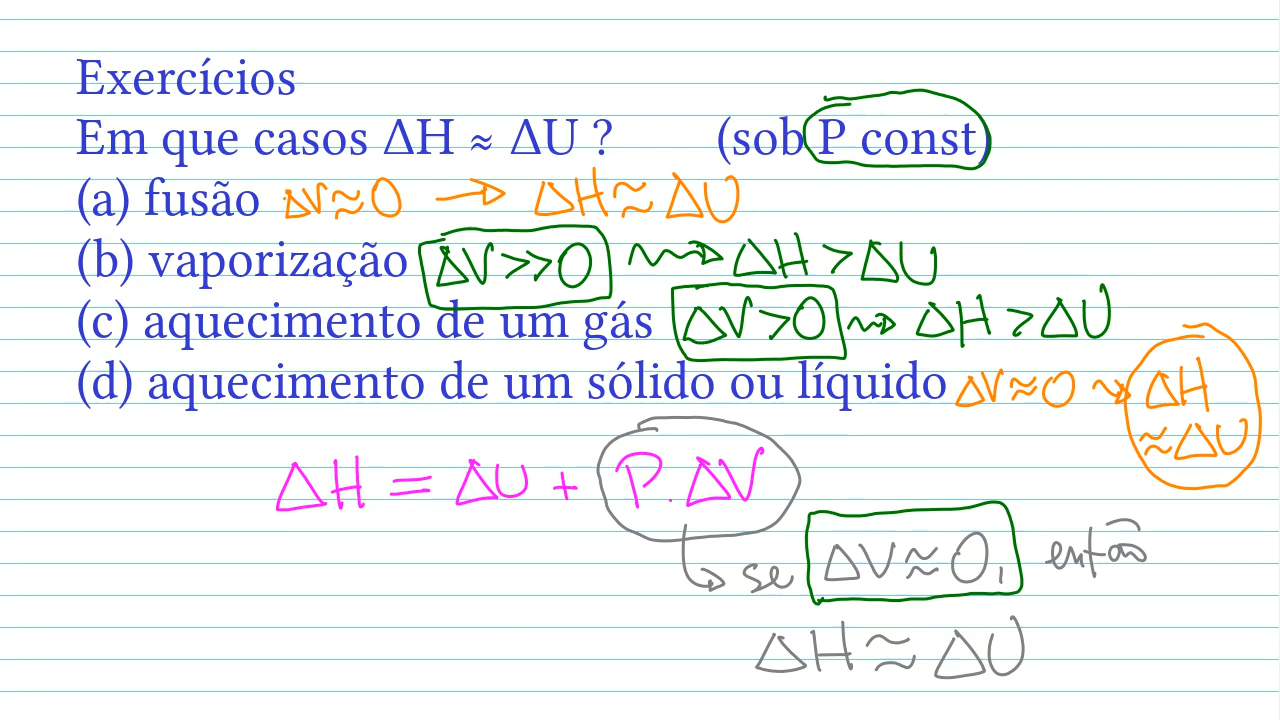 Exercícios
Em que casos ΔH ≈ ΔU ? (sob P const)
(a) fusão ΔV≈0 → ΔH≈ΔU
(b) vaporização ΔV>>0 ⇝ ΔH>ΔU
(c) aquecimento de um gás ΔV>0 ⇝ ΔH>ΔU
(d) aquecimento de um sólido ou líquido ΔV≈0 ⇝ ΔH
≈ΔU
ΔH = ΔU + P.ΔV
↳ se ΔV≈0, então
ΔH≈ΔU